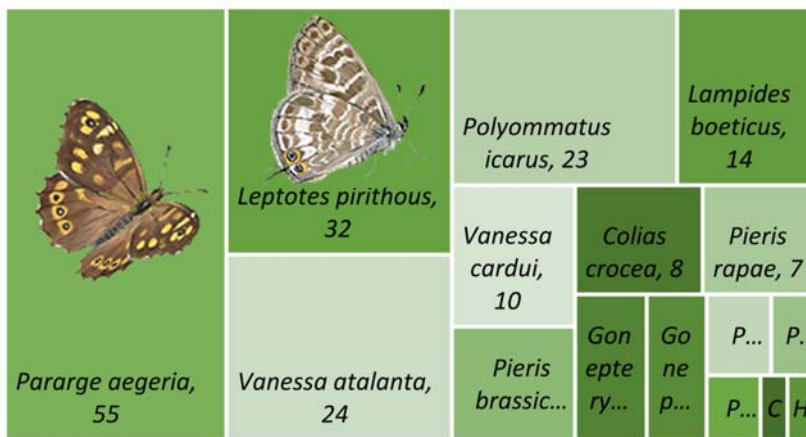 Pararge aegeria,
55
Leptotes pirithous,
32
Vanessa atalanta,
24
Polyommatus
icarus, 23
Lampides
boeticus,
14
Vanessa
cardui,
10
Colias
crocea, 8
Pieris
rapae, 7
Pieris
brassic...
Gon
epte
ry...
Go
ne
p...
P...
P...
P...
C
H